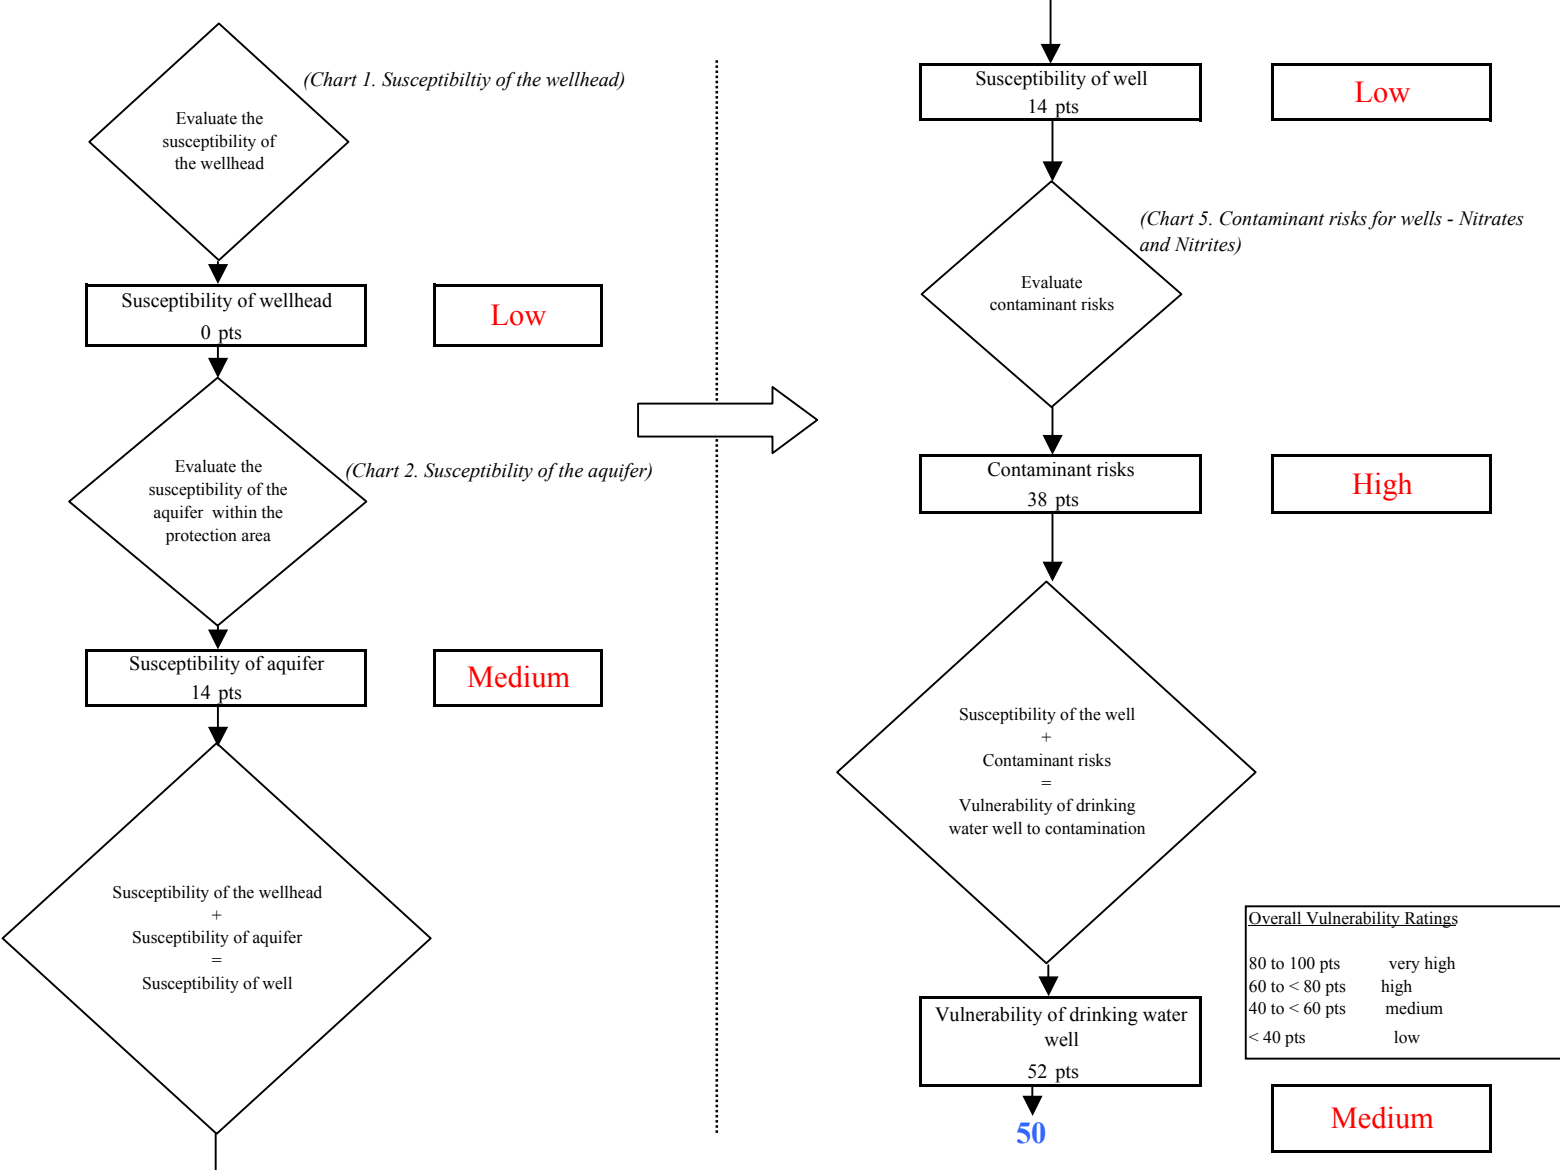 (Chart 1. Susceptibiltiy of the wellhead)
Evaluate the
susceptibility of
the wellhead
Susceptibility of wellhead
0 pts
Low
Evaluate the
susceptibility of the
aquifer within the
protection area
(Chart 2. Susceptibility of the aquifer)
Susceptibility of aquifer
14 pts
Medium
Susceptibility of the wellhead
+
Susceptibility of aquifer
=
Susceptibility of well
Susceptibility of well
14 pts
Low
(Chart 5. Contaminant risks for wells - Nitrates
and Nitrites)
Evaluate
contaminant risks
Contaminant risks
38 pts
High
Susceptibility of the well
+
Contaminant risks
=
Vulnerability of drinking
water well to contamination
Overall Vulnerability Ratings
80 to 100 pts very high
60 to < 80 pts high
40 to < 60 pts medium
< 40 pts low
Vulnerability of drinking water
well
52 pts
50
Medium